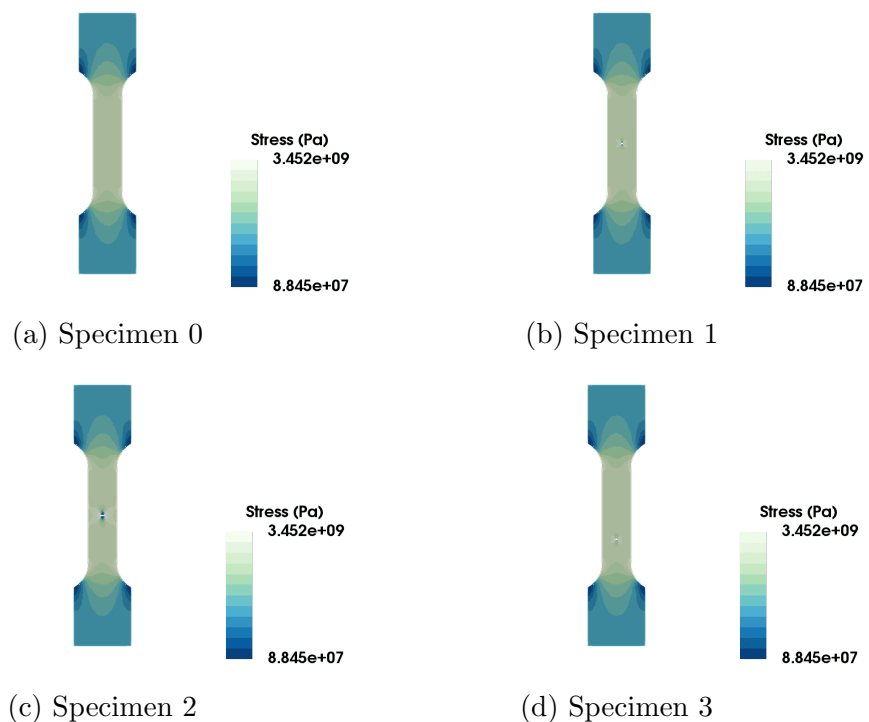 Stress (Pa)
3.452e+09
8.845e+07
(a) Specimen 0
Stress (Pa)
3.452e+09
8.845e+07
(b) Specimen 1
Stress (Pa)
3.452e+09
8.845e+07
(c) Specimen 2
Stress (Pa)
3.452e+09
8.845e+07
(d) Specimen 3